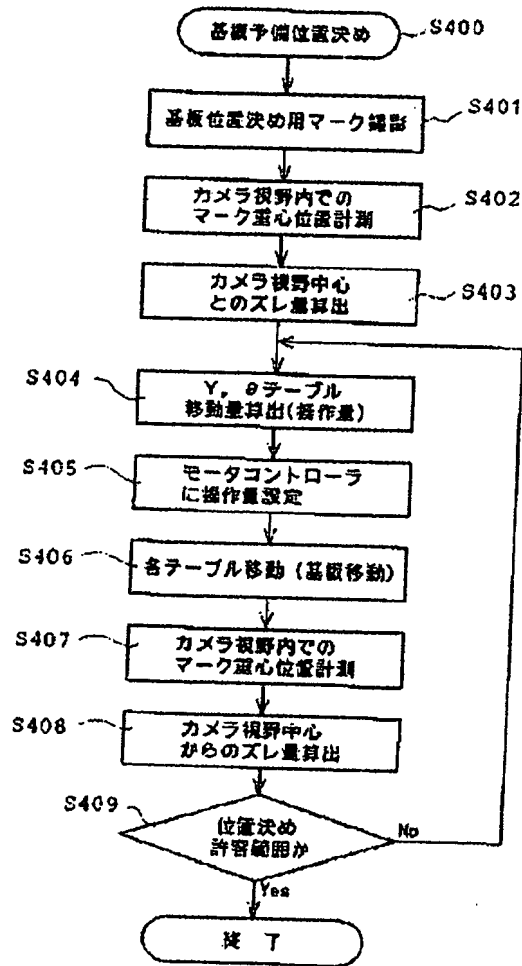 基板予備位置決め
S400
基板位置決め用マーク撮影
S401
カメラ視野内での
マーク重心位置計測
S402
カメラ視野中心
とのズレ量算出
S403
S404
Y, θテーブル
移動量算出(操作量)
S405
モータコントローラ
に操作量設定
S406
各テーブル移動(基板移動)
S407
カメラ視野内での
マーク重心位置計測
S408
カメラ視野中心
からのズレ量算出
S409
位置決め
許容範囲か
No
Yes
終了